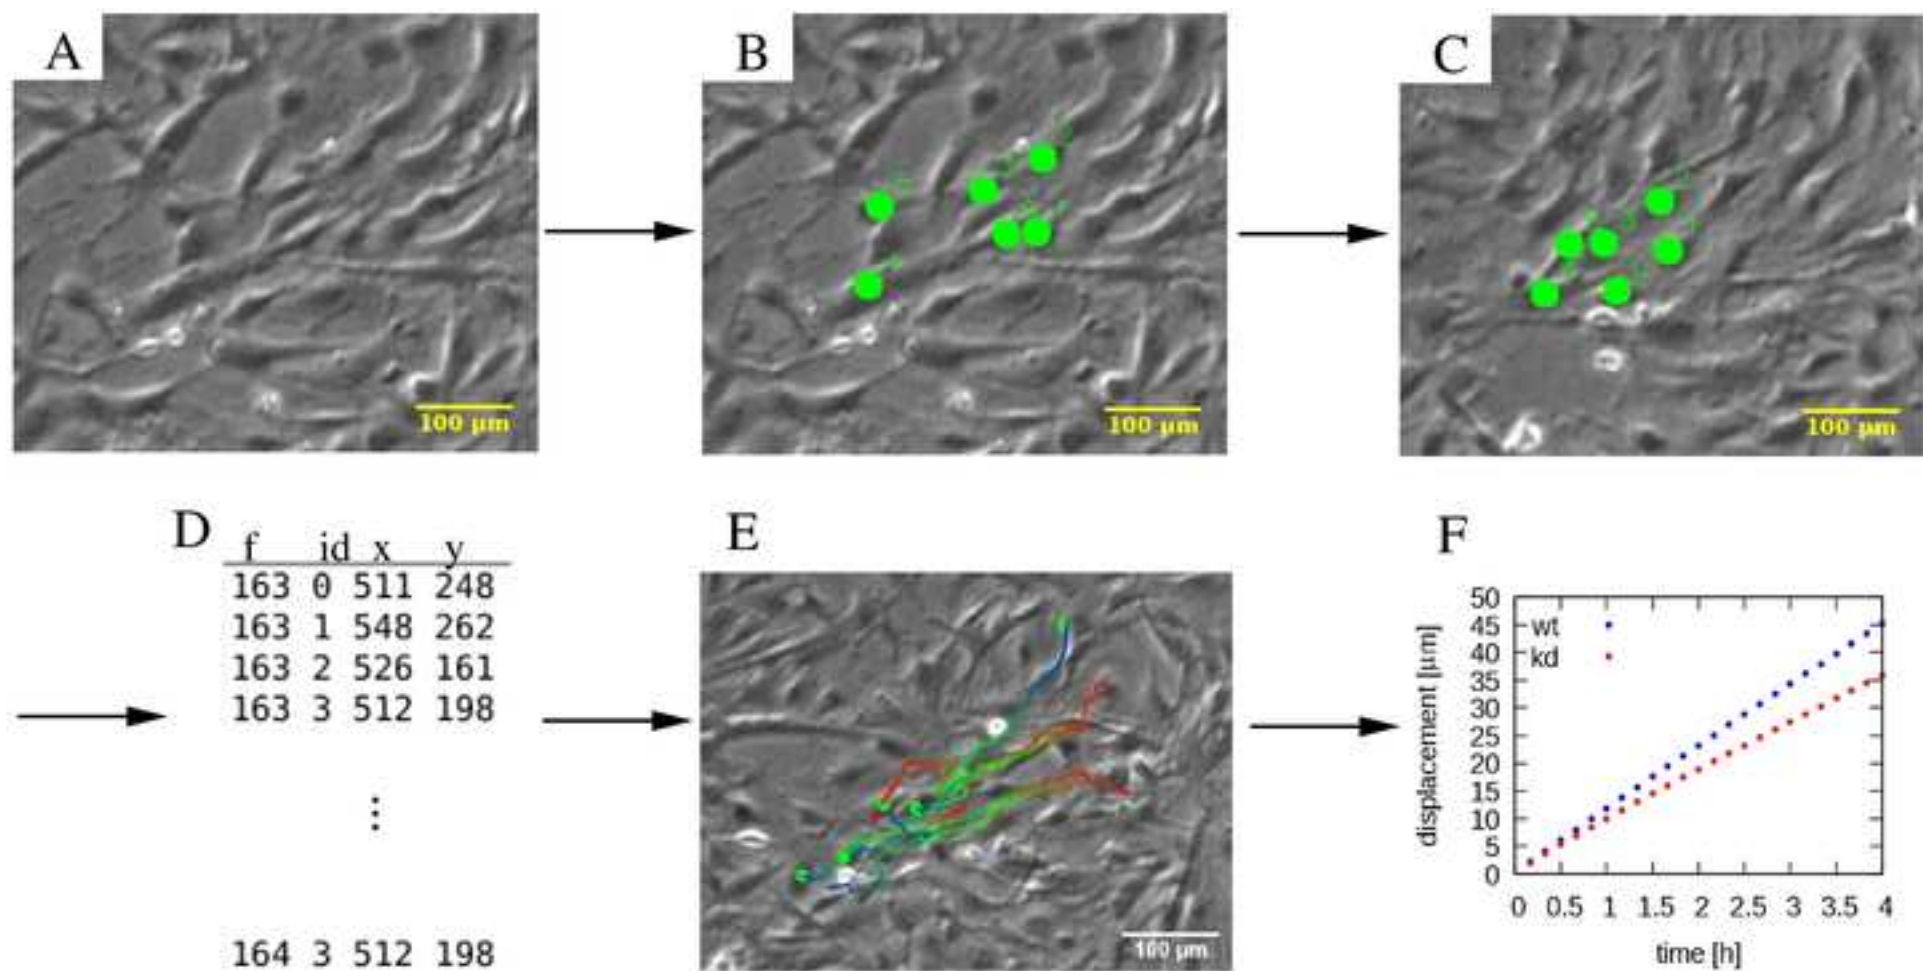 A
B
C
100 µm
100 µm
100 µm
D
f id x y
163 0 511 248
163 1 548 262
163 2 526 161
163 3 512 198
⋮
164 3 512 198
E
100 µm
F
50
45
40
35
30
25
20
15
10
5
0
wt
kd
displacement [µm]
0 0.5 1 1.5 2 2.5 3 3.5 4
time [h]